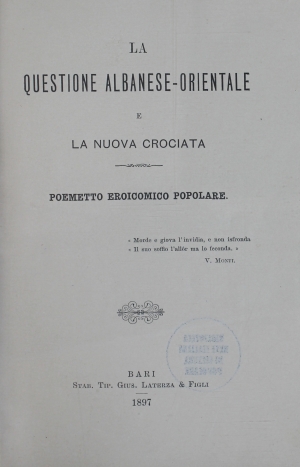 LA
QUESTIONE ALBANESE-ORIENTALE
E
LA NUOVA CROCIATA
POEMETTO EROICOMICO POPOLARE.
« Morde e giova l'invidia, e non isfronda
« Il suo soffio l'allôr ma lo feconda. »
V. MONTI.
BARI
STAB. TIP. GIUS. LATERZA & FIGLI
1897